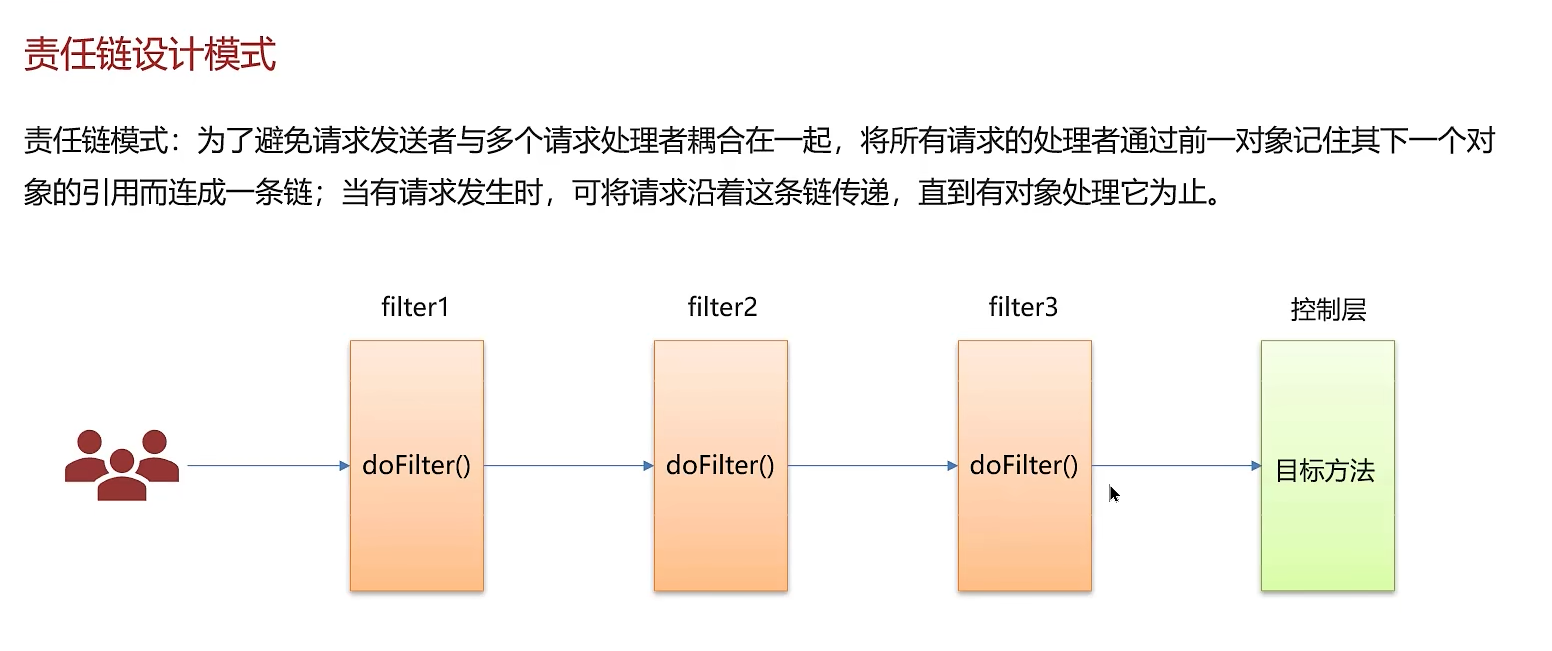 责任链设计模式
责任链模式：为了避免请求发送者与多个请求处理者耦合在一起，将所有请求的处理者通过前一对象记住其下一个对
象的引用而连成一条链；当有请求发生时，可将请求沿着这条链传递，直到有对象处理它为止。
filter1 filter2 filter3 控制层
doFilter() doFilter() doFilter() 目标方法